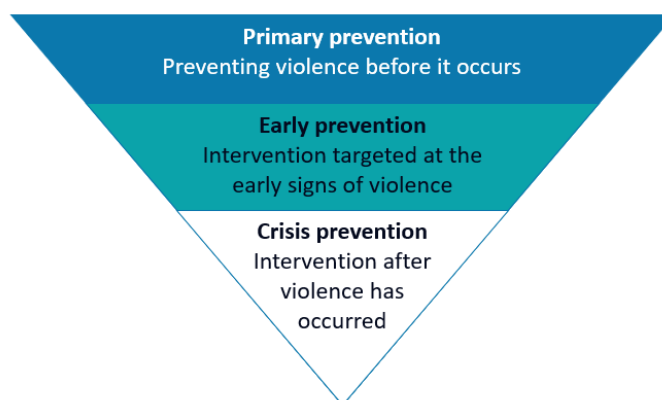 Primary prevention
Preventing violence before it occurs
Early prevention
Intervention targeted at the
early signs of violence
Crisis prevention
Intervention after
violence has
occurred